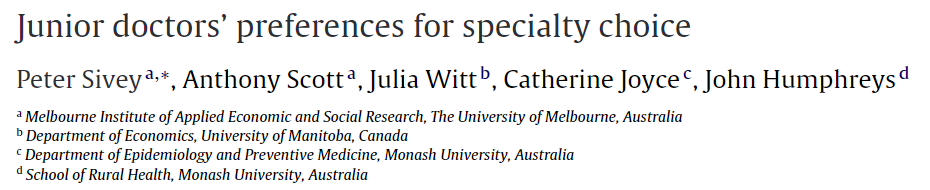 Junior doctors’ preferences for specialty choice
Peter Sivey a,*, Anthony Scott a, Julia Witt b, Catherine Joyce c, John Humphreys d
a Melbourne Institute of Applied Economic and Social Research, The University of Melbourne, Australia
b Department of Economics, University of Manitoba, Canada
c Department of Epidemiology and Preventive Medicine, Monash University, Australia
d School of Rural Health, Monash University, Australia